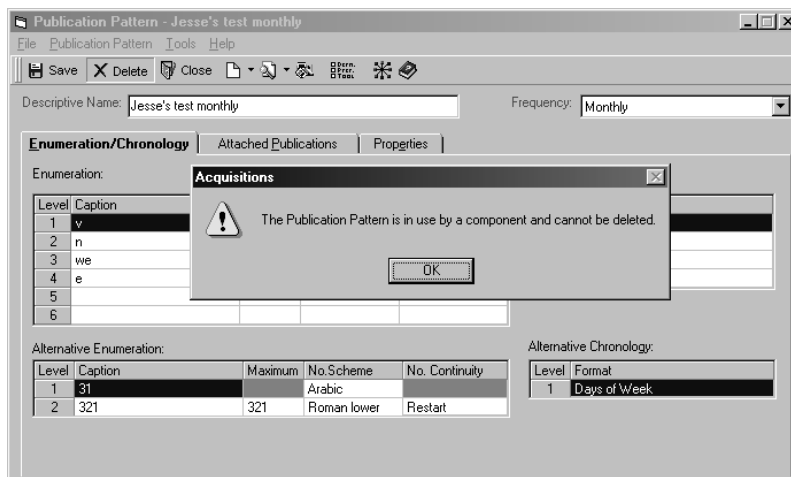 Publication Pattern - Jesse's test monthly
File Publication Pattern Tools Help
Save Delete Close Perm. Pred. Tools
Descriptive Name: Jesse's test monthly Frequency: Monthly
Enumeration/Chronology Attached Publications Properties
Enumeration:
Acquisitions
Level Caption
1 v
The Publication Pattern is in use by a component and cannot be deleted.
2 n
3 we
OK
4 e
5
6
Alternative Enumeration: Alternative Chronology:
Level Caption Maximum No.Scheme No. Continuity Level Format
1 31 Arabic 1 Days of Week
2 321 321 Roman lower Restart